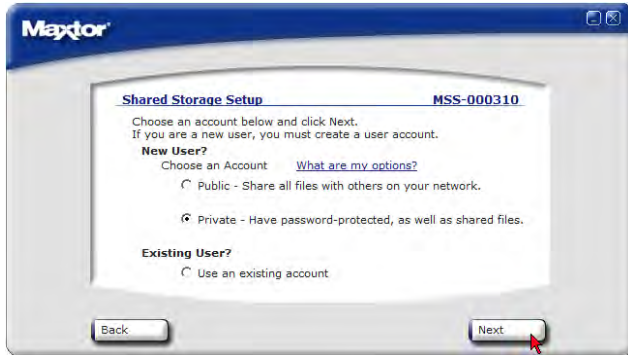 Maxtor
Shared Storage Setup MSS-000310
Choose an account below and click Next.
If you are a new user, you must create a user account.
New User?
Choose an Account What are my options?
Public - Share all files with others on your network.
Private - Have password-protected, as well as shared files.
Existing User?
Use an existing account
Back Next